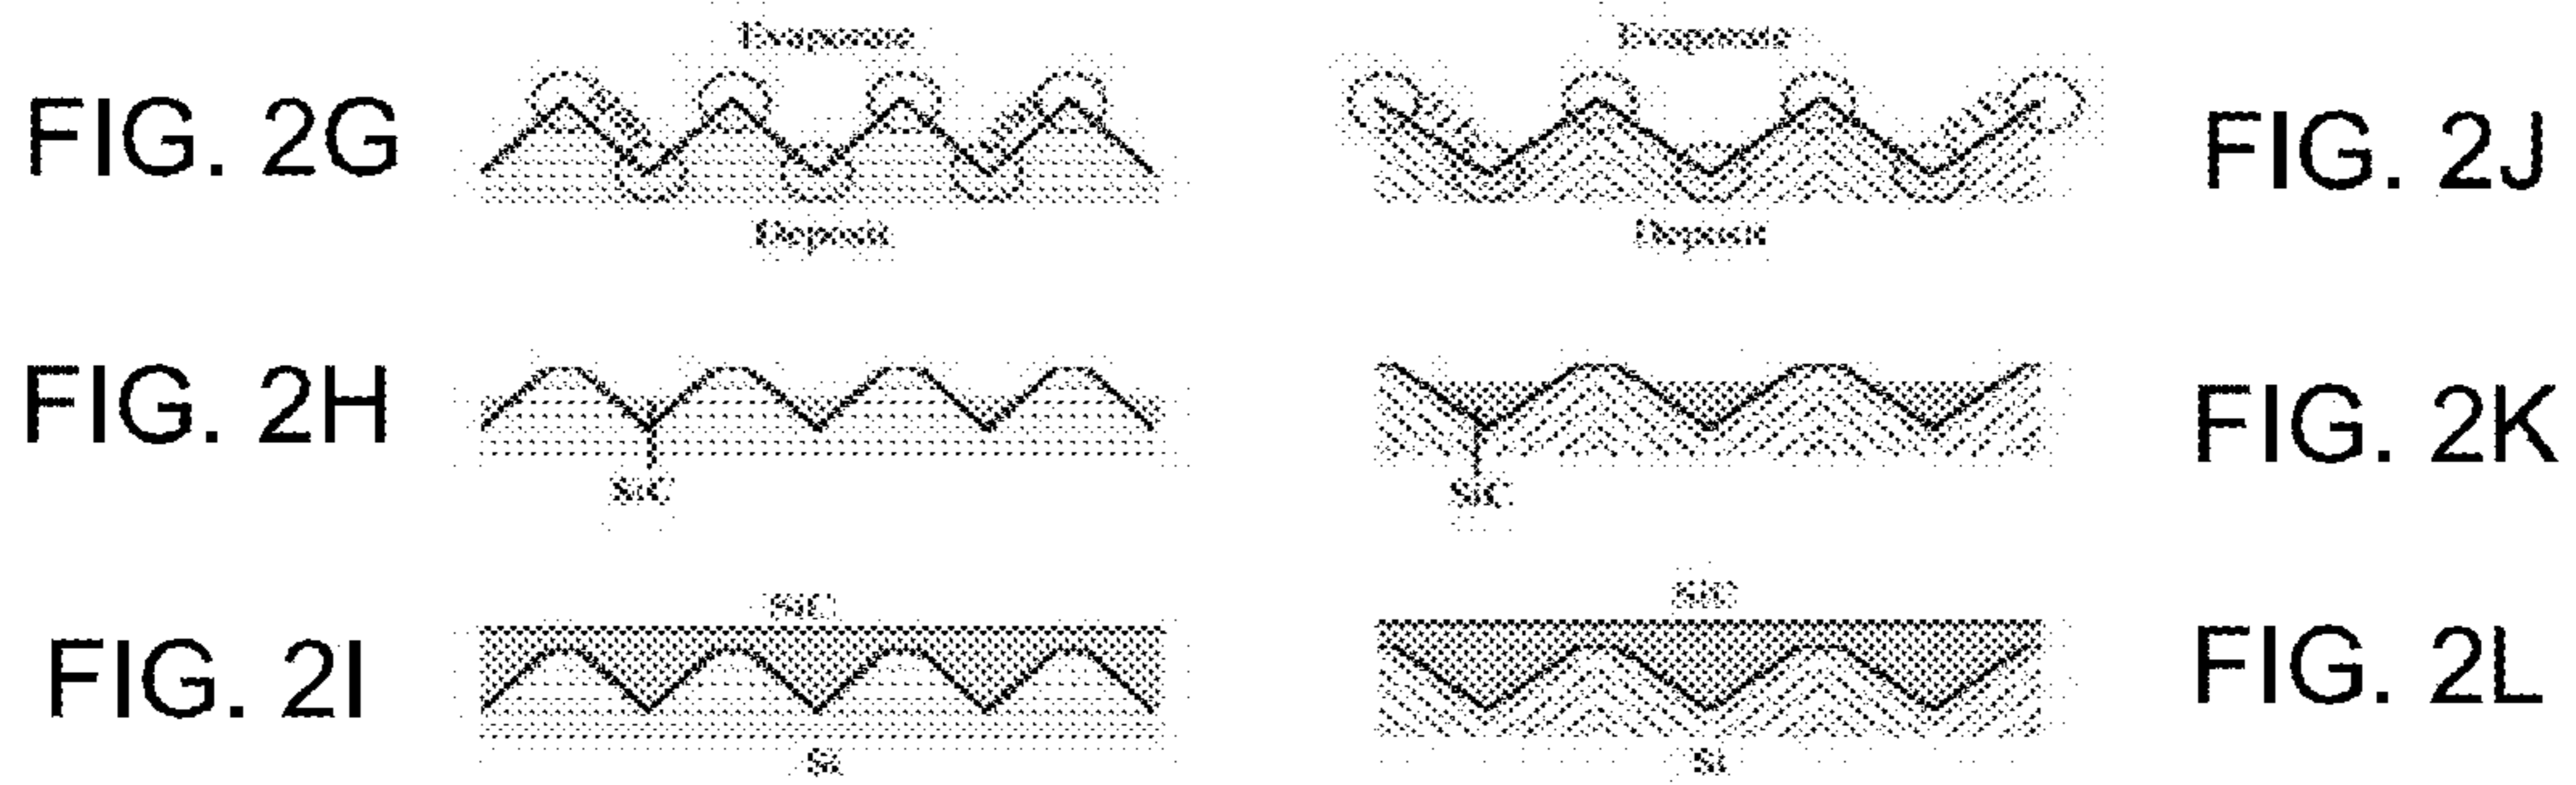 Evaporate
Evaporate
FIG. 2G
FIG. 2J
Deposit
Deposit
FIG. 2H
FIG. 2K
SiC
SiC
SiC
SiC
FIG. 2I
FIG. 2L
Si
Si